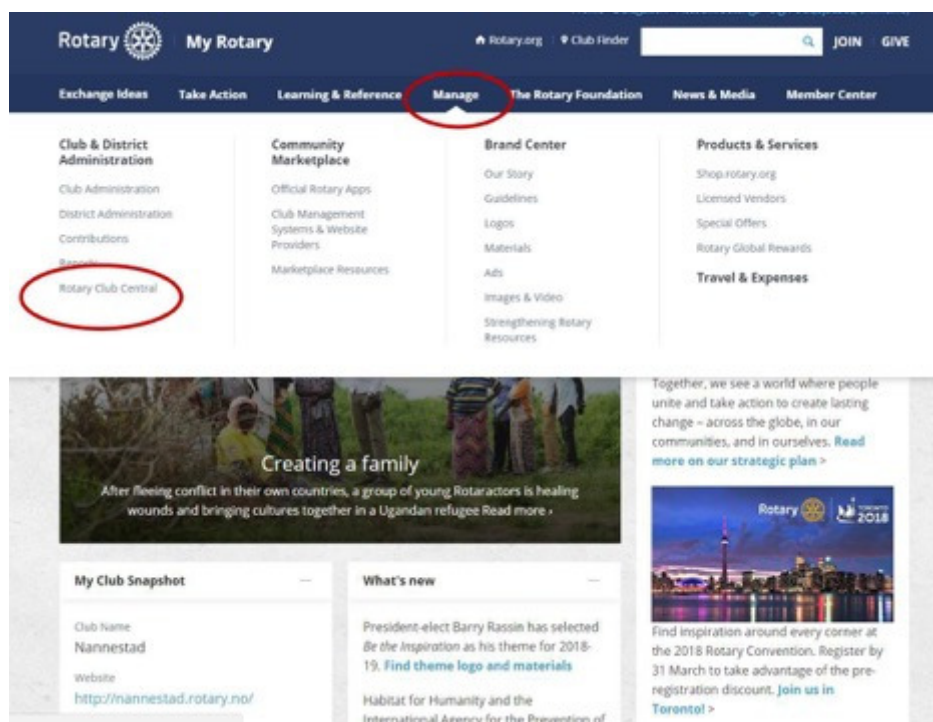 Rotary
My Rotary
Rotary.org
Club Finder
JOIN
GIVE
Exchange Ideas
Take Action
Learning & Reference
Manage
The Rotary Foundation
News & Media
Member Center
Club & District
Administration
Club Administration
District Administration
Contributions
Reports
Rotary Club Central
Community
Marketplace
Official Rotary Apps
Club Management
Systems & Website
Providers
Marketplace Resources
Brand Center
Our Story
Guidelines
Logos
Materials
Ads
Images & Video
Strengthening Rotary
Resources
Products & Services
Shop.rotary.org
Licensed Vendors
Special Offers
Rotary Global Rewards
Travel & Expenses
Creating a family
After fleeing conflict in their own countries, a group of young Rotaractors is healing
wounds and bringing cultures together in a Ugandan refugee Read more ›
Together, we see a world where people
unite and take action to create lasting
change – across the globe, in our
communities, and in ourselves. Read
more on our strategic plan >
Rotary
TORONTO
2018
Find inspiration around every corner at
the 2018 Rotary Convention. Register by
31 March to take advantage of the pre-
registration discount. Join us in
Toronto! >
My Club Snapshot
Club Name
Nannestad
Website
http://nannestad.rotary.no/
What's new
President-elect Barry Rassin has selected
Be the Inspiration as his theme for 2018-
19. Find theme logo and materials
Habitat for Humanity and the
International Agency for the Prevention of